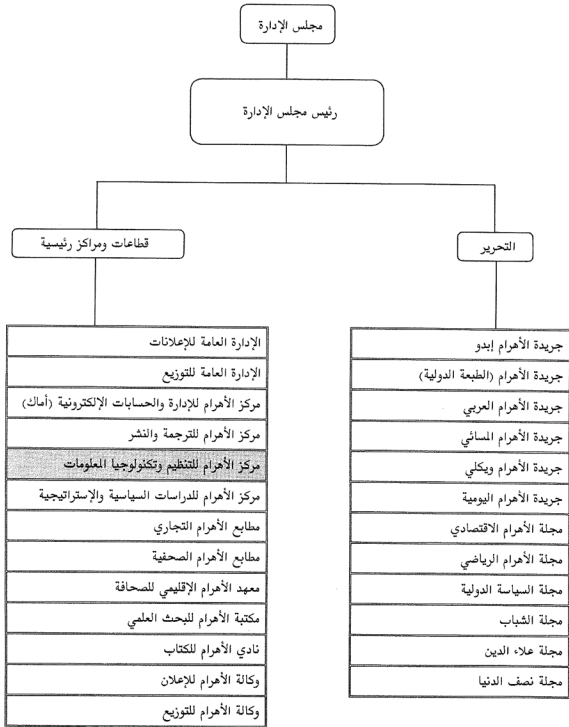 مجلس الإدارة
رئيس مجلس الإدارة
التحرير
جريدة الأهرام إبدو
جريدة الأهرام (الطبعة الدولية)
جريدة الأهرام العربي
جريدة الأهرام المسائي
جريدة الأهرام ويكلي
جريدة الأهرام اليومية
مجلة الأهرام الاقتصادي
مجلة الأهرام الرياضي
مجلة السياسة الدولية
مجلة الشباب
مجلة علاء الدين
مجلة نصف الدنيا
قطاعات ومراكز رئيسية
الإدارة العامة للإعلانات
الإدارة العامة للتوزيع
مركز الأهرام للإدارة والحسابات الإلكترونية (أماك)
مركز الأهرام للترجمة والنشر
مركز الأهرام للتنظيم وتكنولوجيا المعلومات
مركز الأهرام للدراسات السياسية والإستراتيجية
مطابع الأهرام التجاري
مطابع الأهرام الصحفية
معهد الأهرام الإقليمي للصحافة
مكتبة الأهرام للبحث العلمي
نادي الأهرام للكتاب
وكالة الأهرام للإعلان
وكالة الأهرام للتوزيع